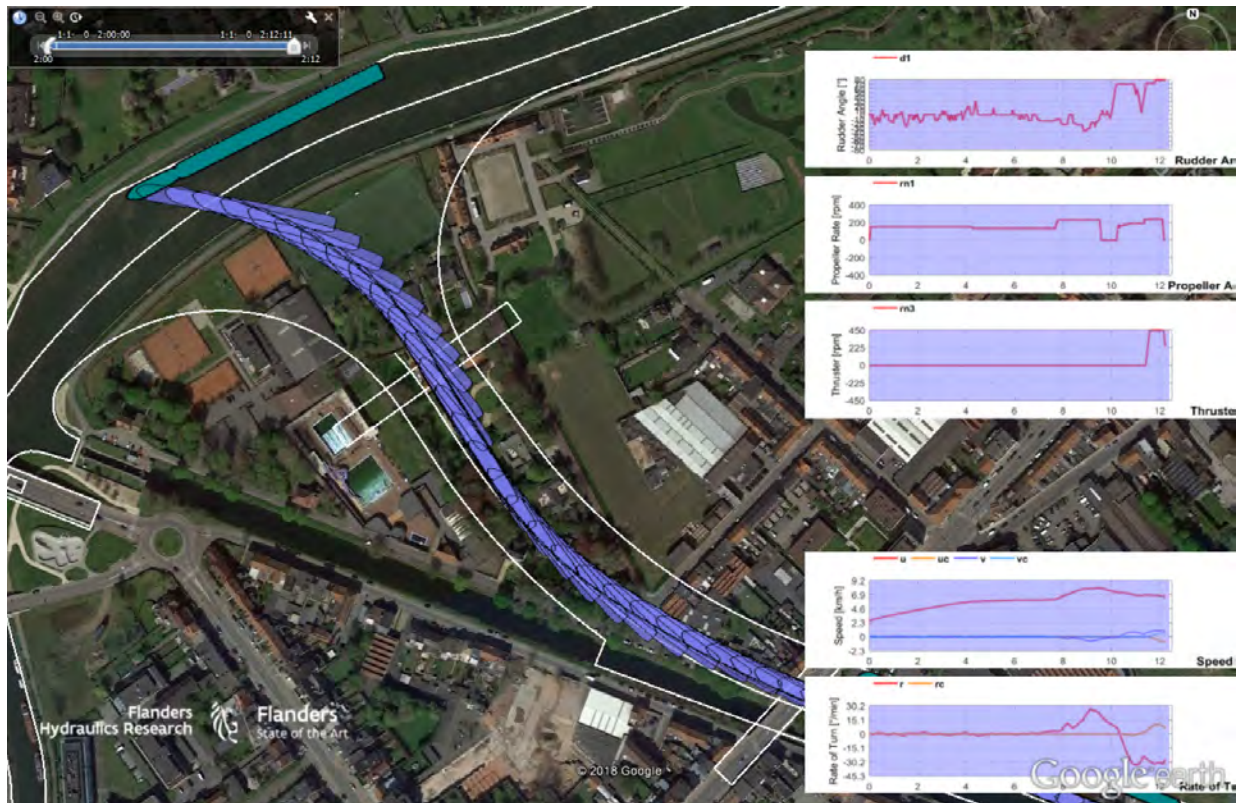 1-1- 0 2:00:00 1-1- 0 2:12:11
2:00 2:12
N
d1
Rudder Angle [°]
0 2 4 6 8 10 12
Rudder An
rn1
Propeller Rate [rpm]
400
200
0
-200
-400
0 2 4 6 8 10 12
Propeller A
rn3
Thruster [rpm]
450
225
0
-225
-450
0 2 4 6 8 10 12
Thruster
u uc v vc
Speed [km/h]
9.2
6.9
4.6
2.3
-0
-2.3
0 2 4 6 8 10 12
Speed
r rc
Rate of Turn [°/min]
30.2
15.1
0
-15.1
-30.2
-45.3
0 2 4 6 8 10 12
Rate of T
Flanders
Hydraulics Research
Flanders
State of the Art
© 2018 Google
Google earth